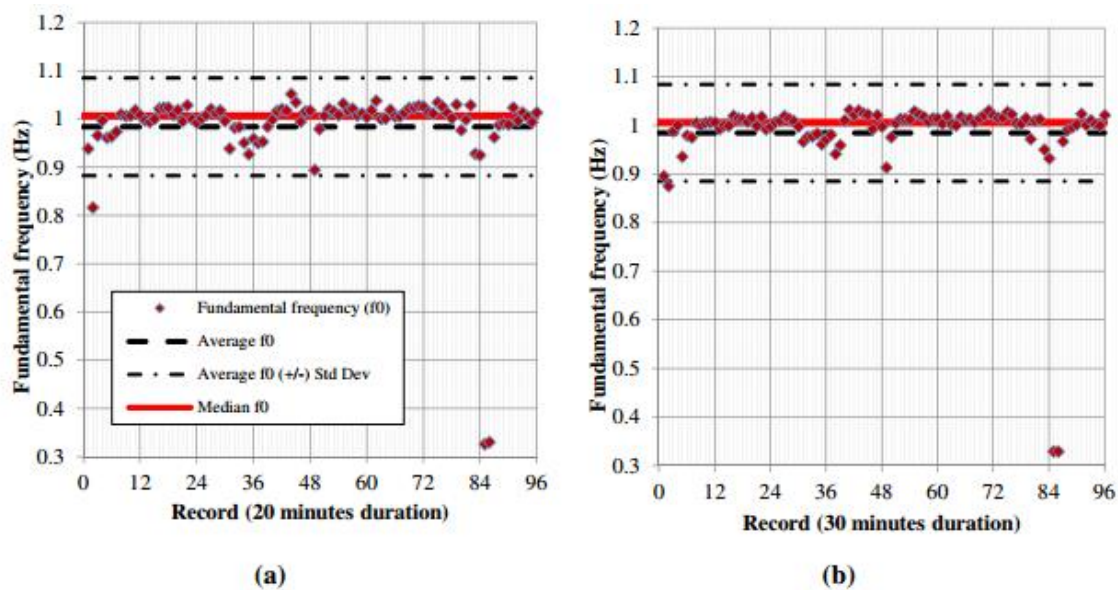 1.2
1.1
1
0.9
0.8
0.7
0.6
0.5
0.4
0.3
Fundamental frequency (Hz)
Fundamental frequency (f0)
Average f0
Average f0 (+/-) Std Dev
Median f0
0 12 24 36 48 60 72 84 96
Record (20 minutes duration)
(a)
1.2
1.1
1
0.9
0.8
0.7
0.6
0.5
0.4
0.3
Fundamental frequency (Hz)
0 12 24 36 48 60 72 84 96
Record (30 minutes duration)
(b)